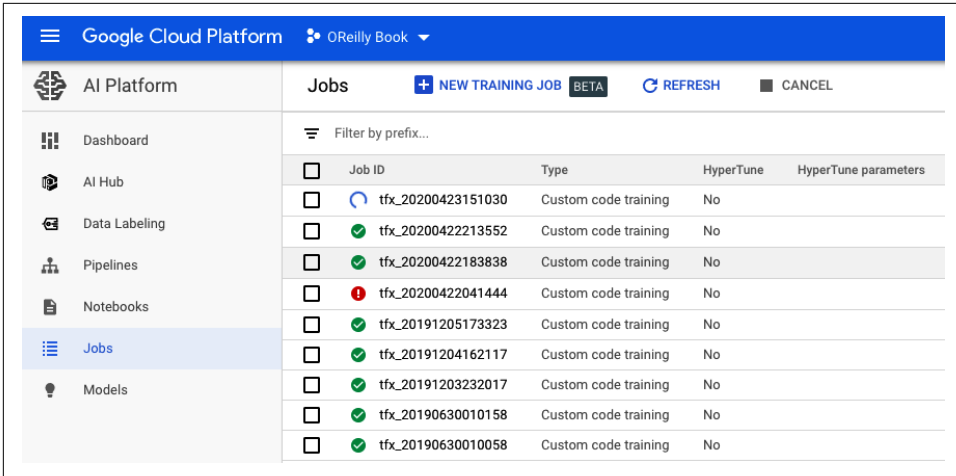 Google Cloud Platform OReilly Book
AI Platform
Jobs NEW TRAINING JOB BETA REFRESH CANCEL
Dashboard
AI Hub
Data Labeling
Pipelines
Notebooks
Jobs
Models
Filter by prefix...
Job ID Type HyperTune HyperTune parameters
tfx_20200423151030 Custom code training No
tfx_20200422213552 Custom code training No
tfx_20200422183838 Custom code training No
tfx_20200422041444 Custom code training No
tfx_20191205173323 Custom code training No
tfx_20191204162117 Custom code training No
tfx_20191203232017 Custom code training No
tfx_20190630010158 Custom code training No
tfx_20190630010058 Custom code training No